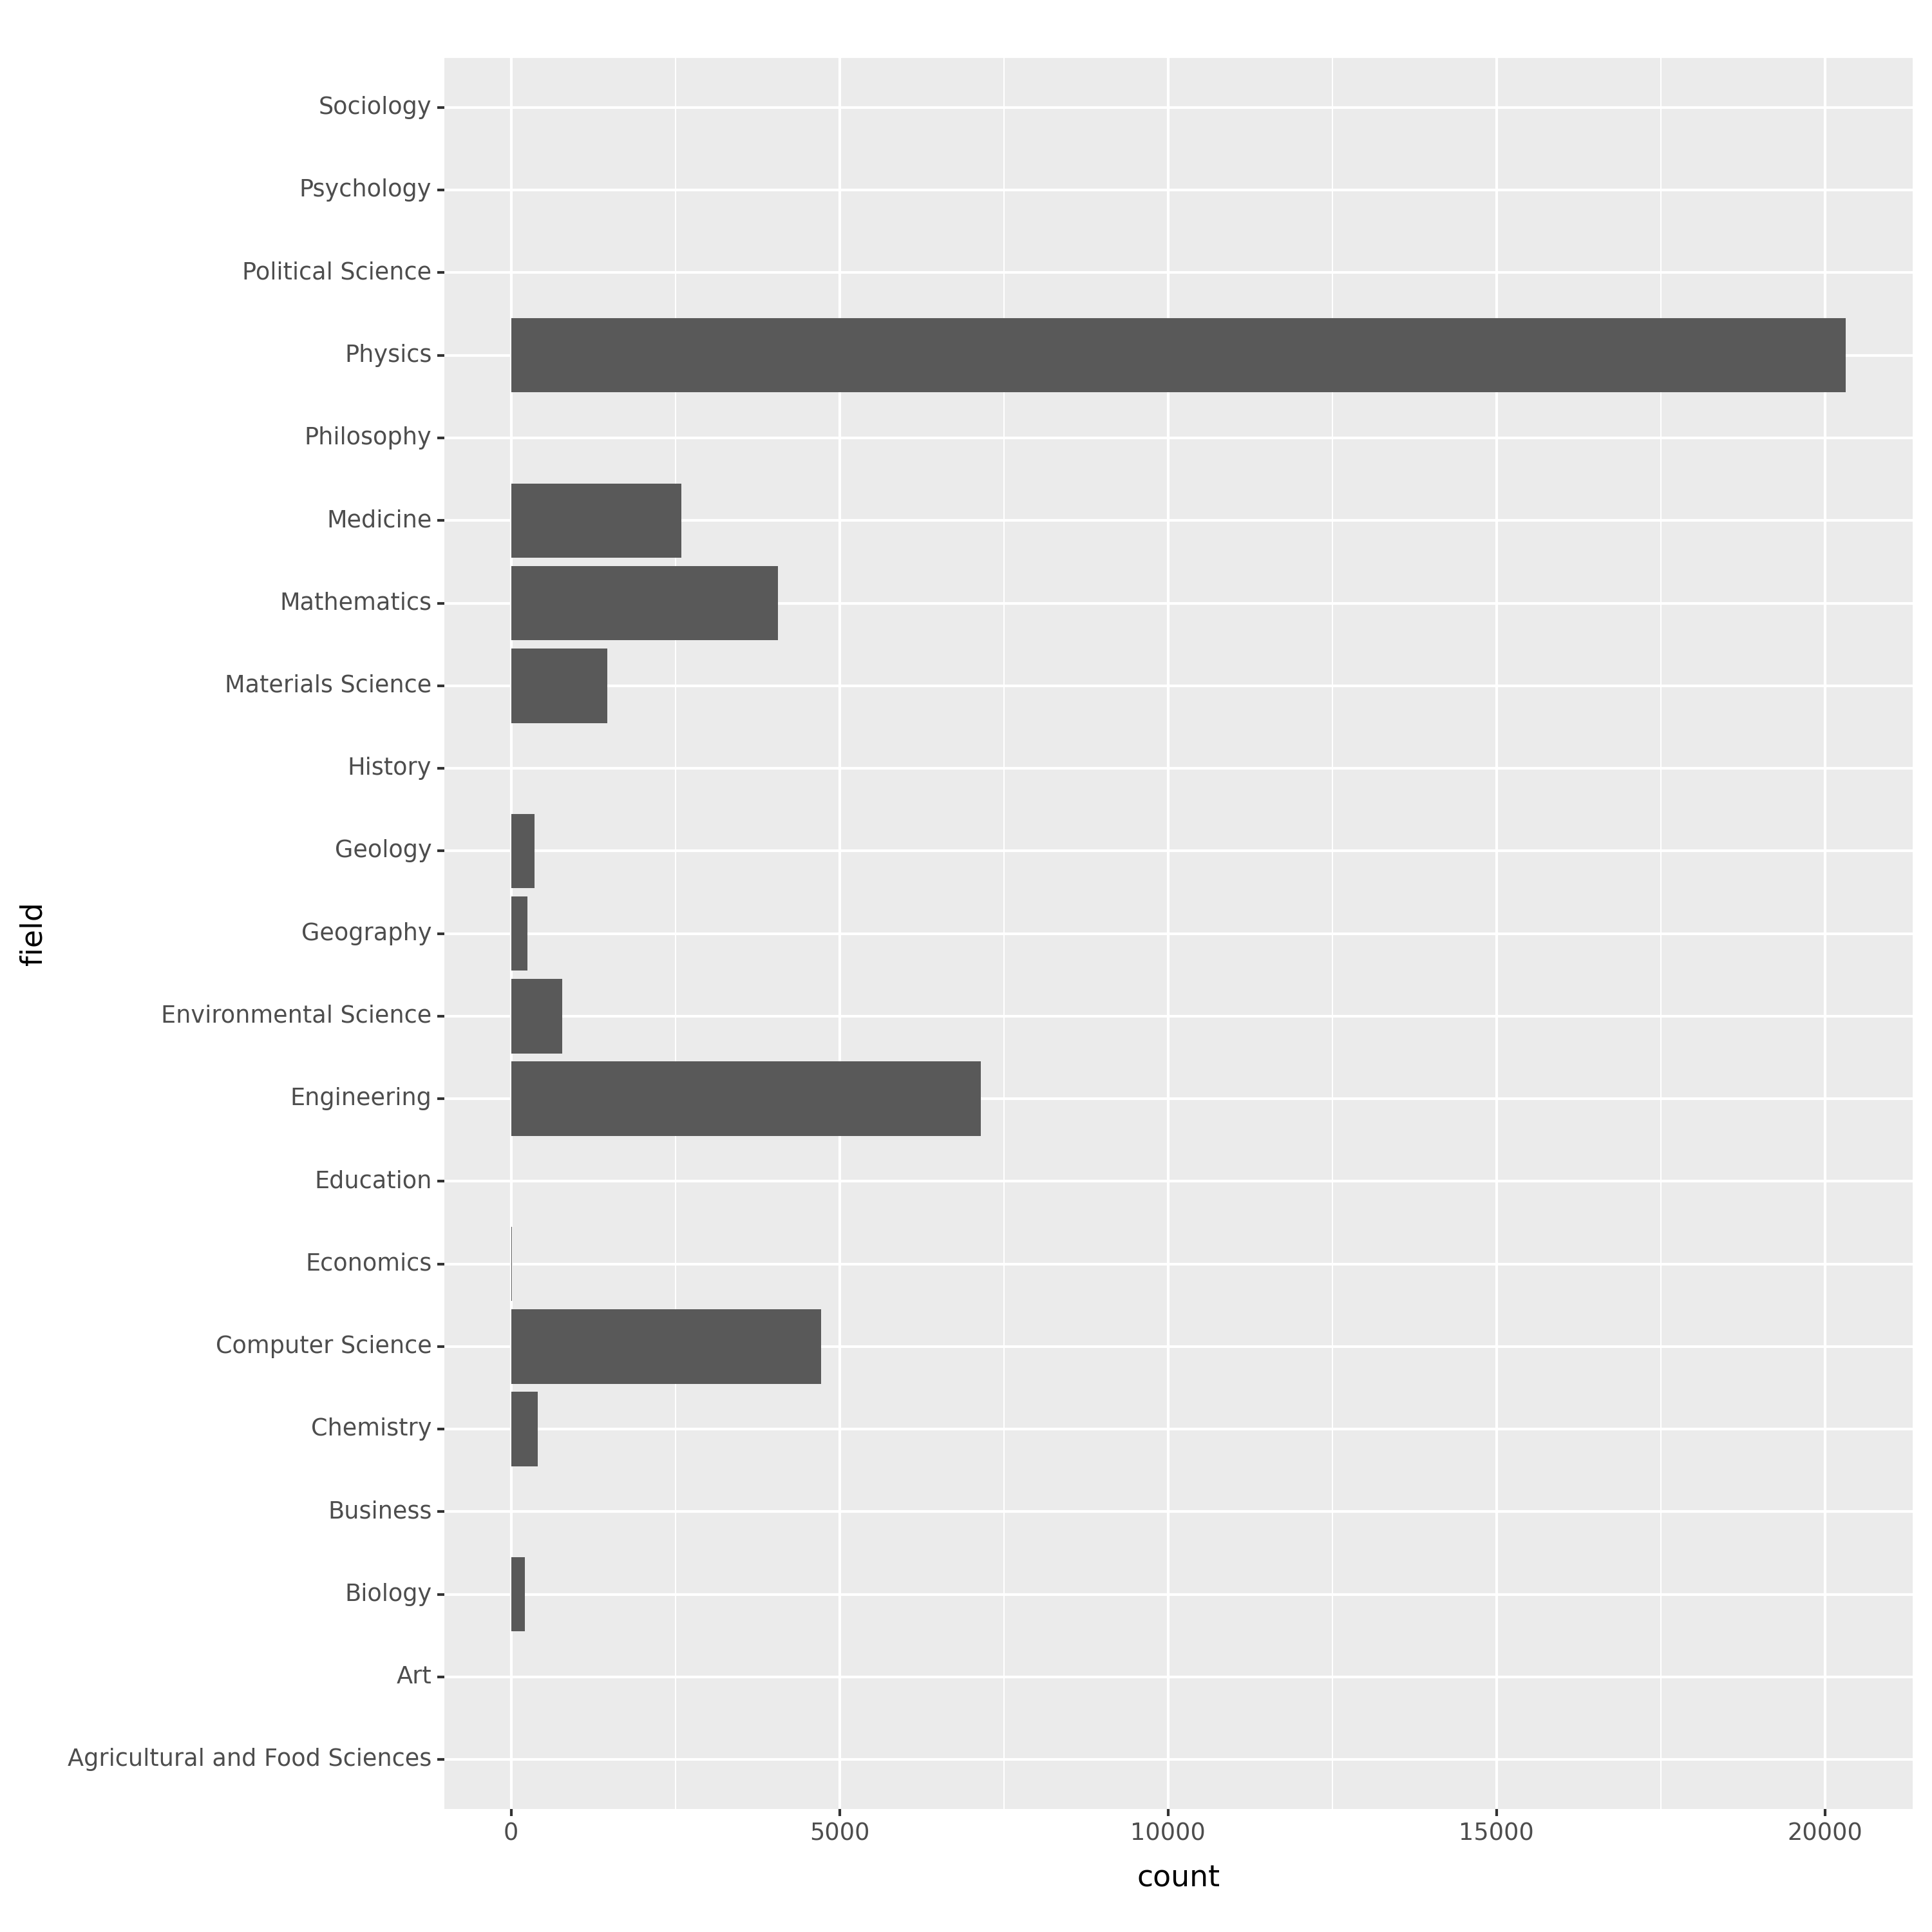 Sociology
Psychology
Political Science
Physics
Philosophy
Medicine
Mathematics
Materials Science
History
Geology
Geography
field
Environmental Science
Engineering
Education
Economics
Computer Science
Chemistry
Business
Biology
Art
Agricultural and Food Sciences
0 5000 10000 15000 20000
count